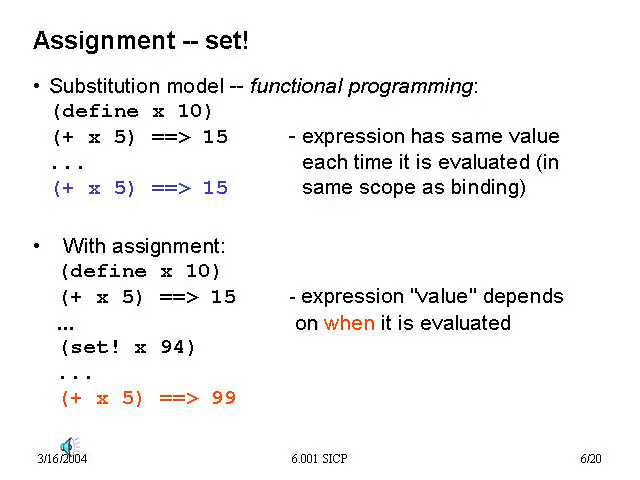 Assignment -- set!
• Substitution model -- functional programming:
(define x 10)
(+ x 5) ==> 15 - expression has same value
... each time it is evaluated (in
(+ x 5) ==> 15 same scope as binding)
• With assignment:
(define x 10)
(+ x 5) ==> 15 - expression "value" depends
... on when it is evaluated
(set! x 94)
...
(+ x 5) ==> 99
3/16/2004 6.001 SICP 6/20